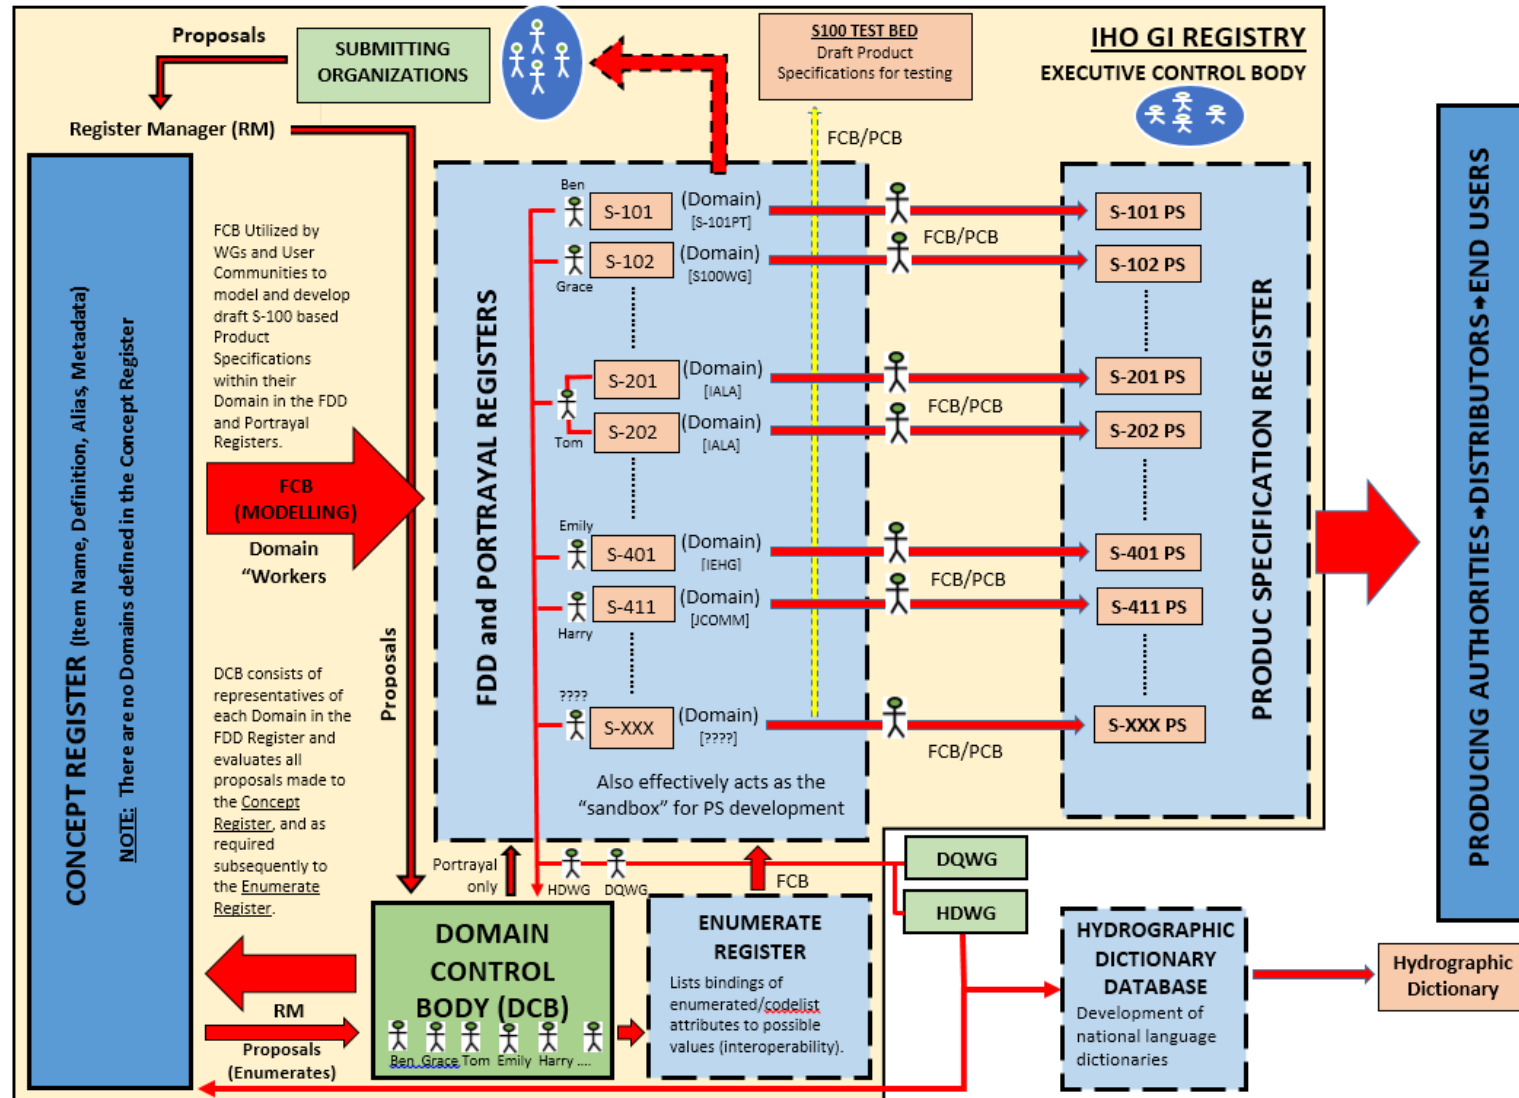 Proposals
SUBMITTING
ORGANIZATIONS
S100 TEST BED
Draft Product
Specifications for testing
IHO GI REGISTRY
EXECUTIVE CONTROL BODY
Register Manager (RM)
FCB/PCB
CONCEPT REGISTER (Item Name, Definition, Alias, Metadata)
NOTE: There are no Domains defined in the Concept Register
FCB Utilized by
WGs and User
Communities to
model and develop
draft S-100 based
Product
Specifications
within their
Domain in the FDD
and Portrayal
Registers.
FCB
(MODELLING)
Domain
“Workers
Proposals
DCB consists of
representatives of
each Domain in the
FDD Register and
evaluates all
proposals made to
the Concept
Register, and as
required
subsequently to
the Enumerate
Register.
FDD and PORTRAYAL REGISTERS
Ben
S-101
(Domain)
[S-101PT]
S-102
(Domain)
[S100WG]
Grace
S-201
(Domain)
[IALA]
S-202
(Domain)
[IALA]
Tom
Emily
S-401
(Domain)
[IEHG]
S-411
(Domain)
[JCOMM]
Harry
????
S-XXX
(Domain)
[????]
Also effectively acts as the
“sandbox” for PS development
FCB/PCB
FCB/PCB
FCB/PCB
FCB/PCB
S-101 PS
S-102 PS
S-201 PS
S-202 PS
S-401 PS
S-411 PS
S-XXX PS
PRODUC SPECIFICATION REGISTER
PRODUCING AUTHORITIES DISTRIBUTORS END USERS
Portrayal
only
HDWG
DQWG
FCB
DQWG
HDWG
RM
Proposals
(Enumerates)
DOMAIN
CONTROL
BODY (DCB)
Ben Grace Tom Emily Harry ....
ENUMERATE
REGISTER
Lists bindings of
enumerated/codelist
attributes to possible
values (interoperability).
HYDROGRAPHIC
DICTIONARY
DATABASE
Development of
national language
dictionaries
Hydrographic
Dictionary